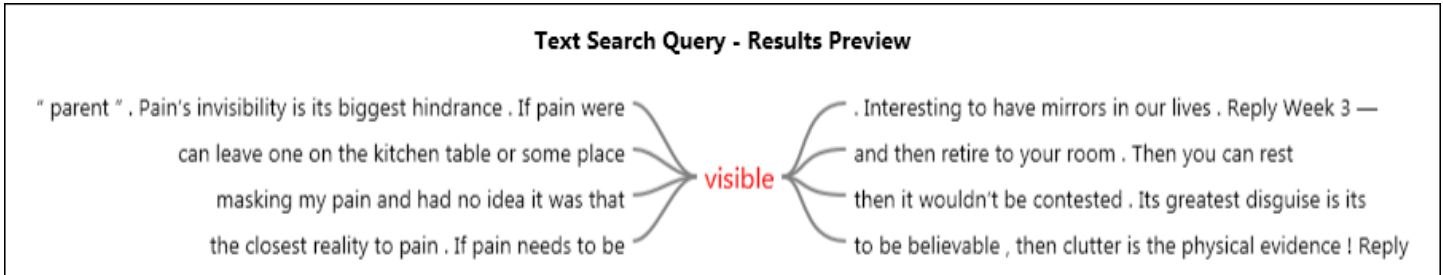 Text Search Query - Results Preview
“ parent ” . Pain's invisibility is its biggest hindrance . If pain were
can leave one on the kitchen table or some place
masking my pain and had no idea it was that
the closest reality to pain . If pain needs to be
visible
. Interesting to have mirrors in our lives . Reply Week 3 —
and then retire to your room . Then you can rest
then it wouldn't be contested . Its greatest disguise is its
to be believable , then clutter is the physical evidence ! Reply